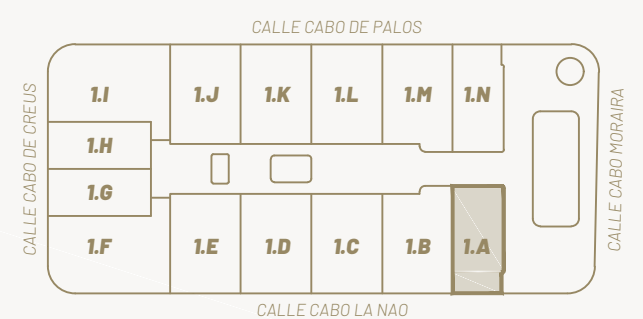 CALLE CABO DE PALOS
1.I
1.J
1.K
1.L
1.M
1.N
CALLE CABO DE CREUS
1.H
1.G
CALLE CABO MORAIRA
1.F
1.E
1.D
1.C
1.B
1.A
CALLE CABO LA NAO